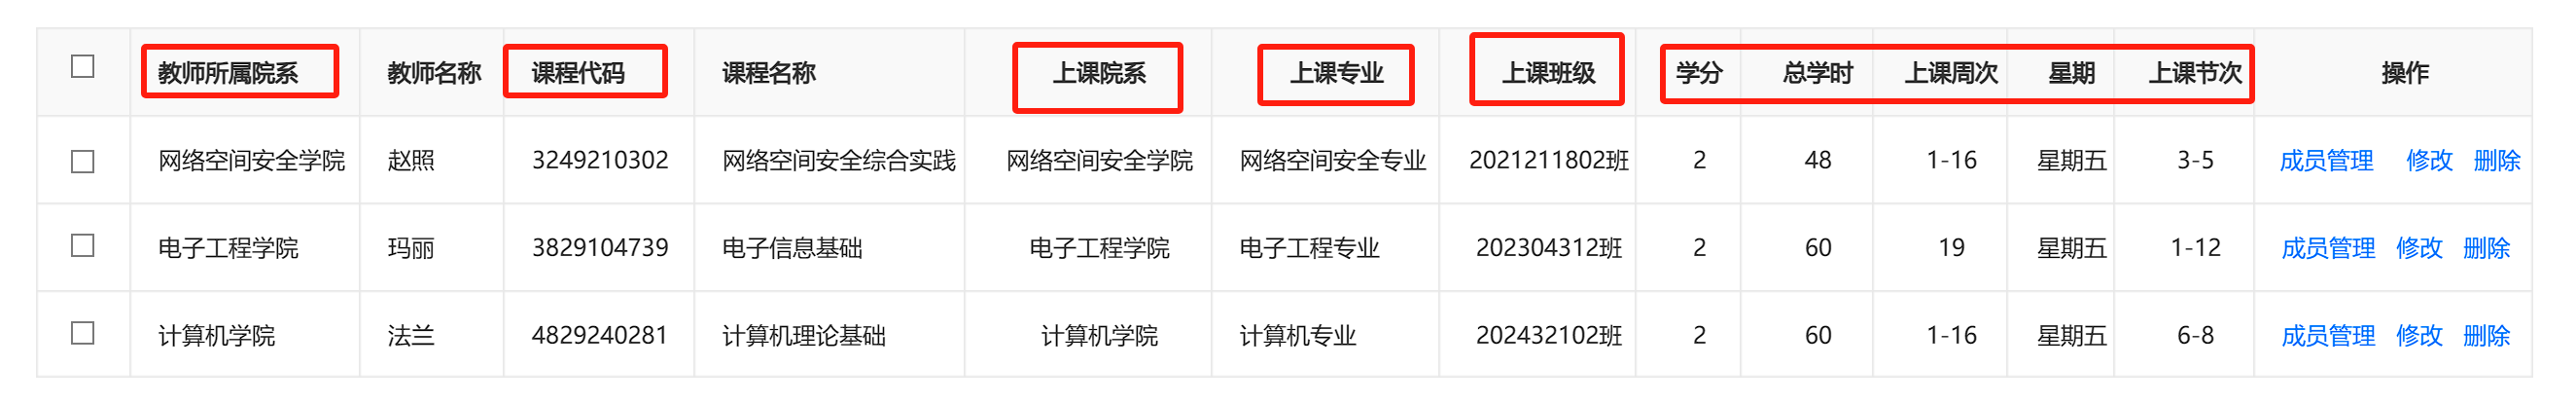 教师所属院系 教师名称 课程代码 课程名称 上课院系 上课专业 上课班级 学分 总学时 上课周次 星期 上课节次 操作
网络空间安全学院 赵照 3249210302 网络空间安全综合实践 网络空间安全学院 网络空间安全专业 2021211802班 2 48 1-16 星期五 3-5 成员管理 修改 删除
电子工程学院 玛丽 3829104739 电子信息基础 电子工程学院 电子工程专业 202304312班 2 60 19 星期五 1-12 成员管理 修改 删除
计算机学院 法兰 4829240281 计算机理论基础 计算机学院 计算机专业 202432102班 2 60 1-16 星期五 6-8 成员管理 修改 删除